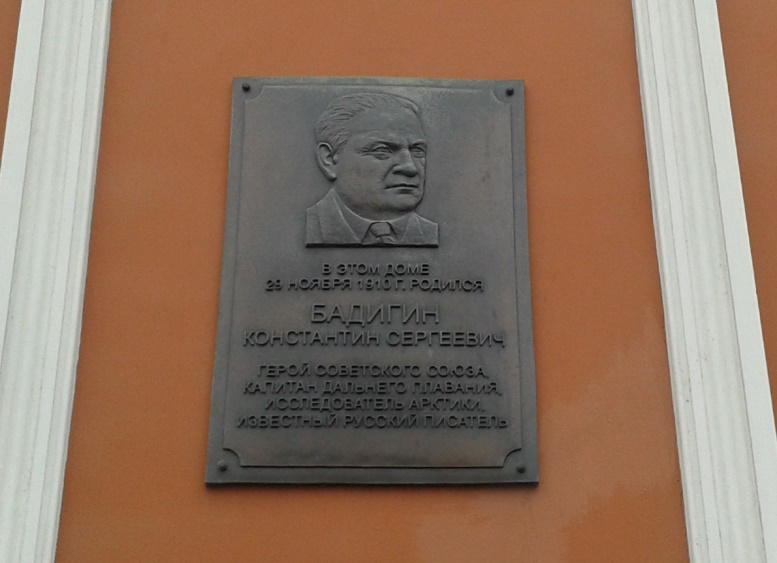 В ЭТОМ ДОМЕ
29 НОЯБРЯ 1910 Г. РОДИЛСЯ
БАДИГИН
КОНСТАНТИН СЕРГЕЕВИЧ
ГЕРОЙ СОВЕТСКОГО СОЮЗА,
КАПИТАН ДАЛЬНЕГО ПЛАВАНИЯ,
ИССЛЕДОВАТЕЛЬ АРКТИКИ,
ИЗВЕСТНЫЙ РУССКИЙ ПИСАТЕЛЬ